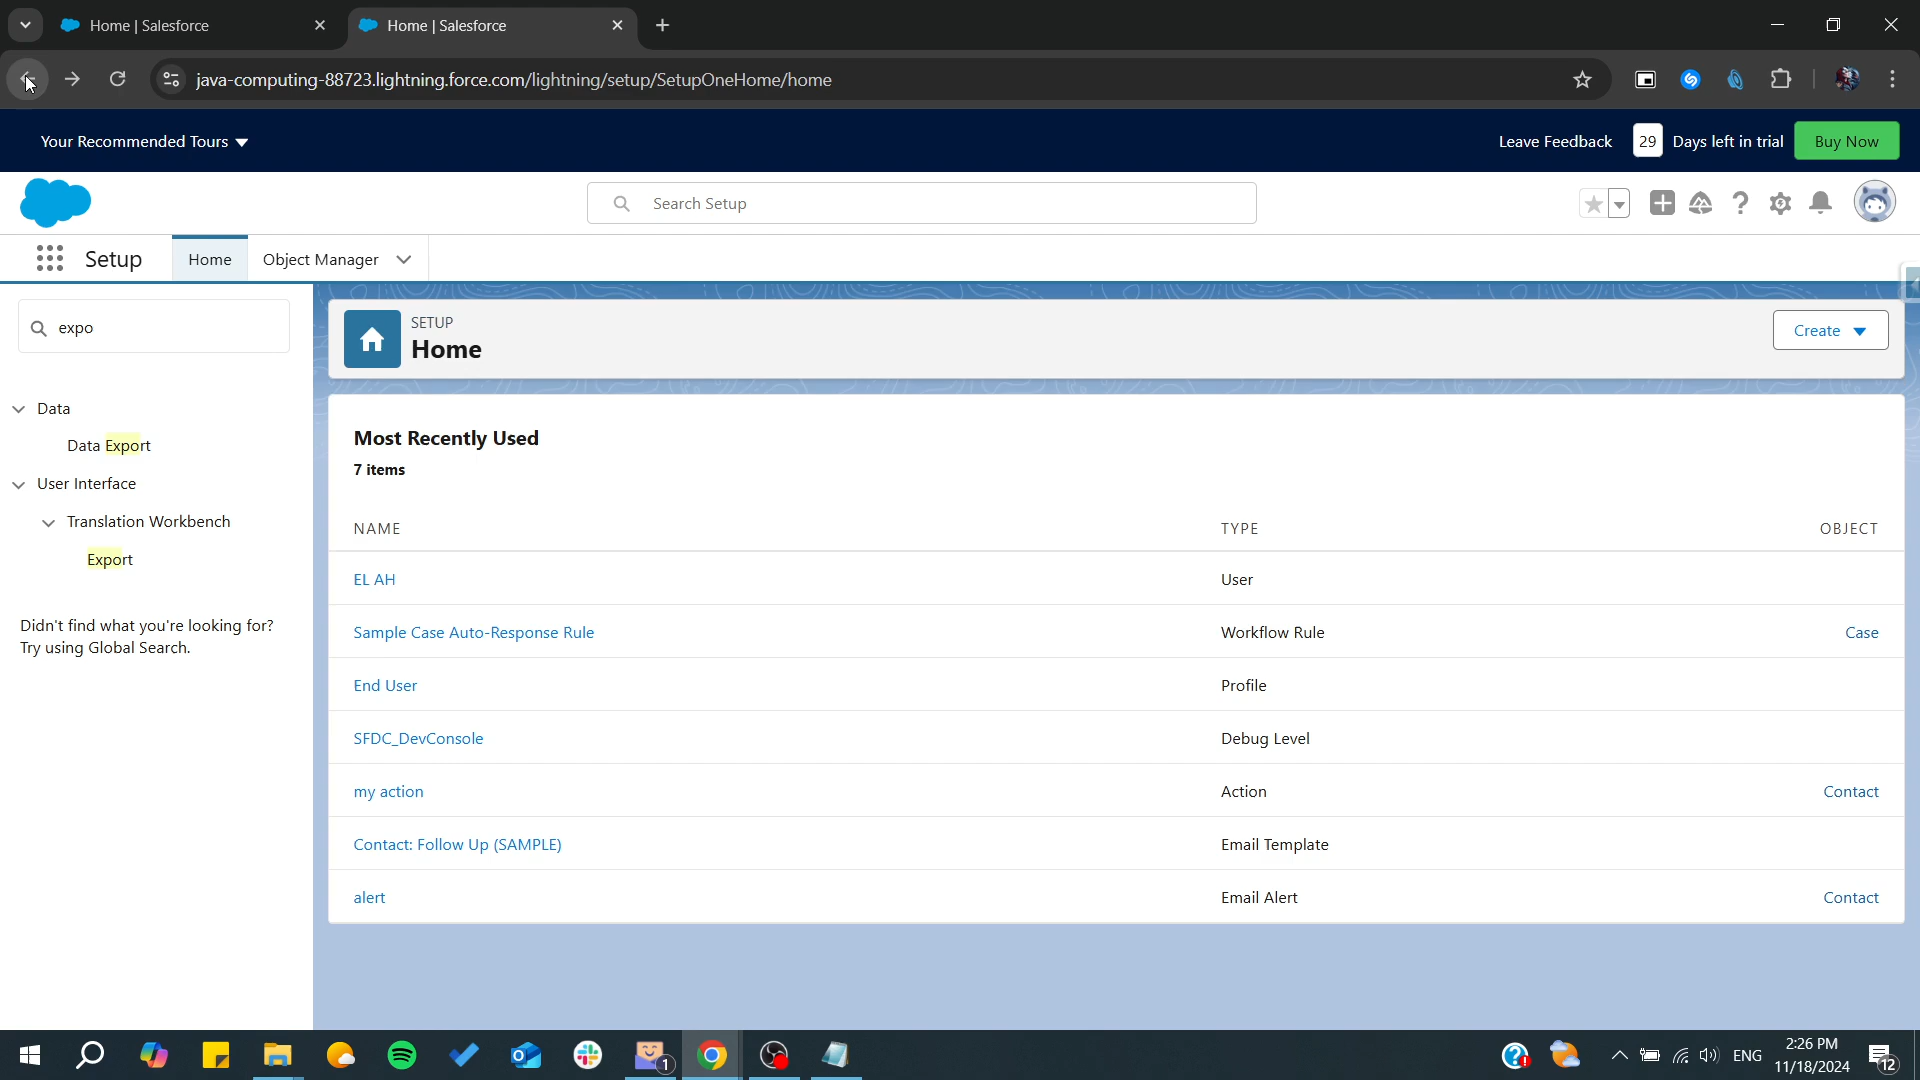 Home | Salesforce
Home | Salesforce
java-computing-88723.lightning.force.com/lightning/setup/SetupOneHome/home
Your Recommended Tours
Leave Feedback
29
Days left in trial
Buy Now
Search Setup
Setup
Home
Object Manager
expo
Data
Data Export
User Interface
Translation Workbench
Export
Didn't find what you're looking for?
Try using Global Search.
SETUP
Home
Create
Most Recently Used
7 items
NAME TYPE OBJECT
EL AH User
Sample Case Auto-Response Rule Workflow Rule Case
End User Profile
SFDC_DevConsole Debug Level
my action Action Contact
Contact: Follow Up (SAMPLE) Email Template
alert Email Alert Contact
1
ENG
2:26 PM
11/18/2024
12